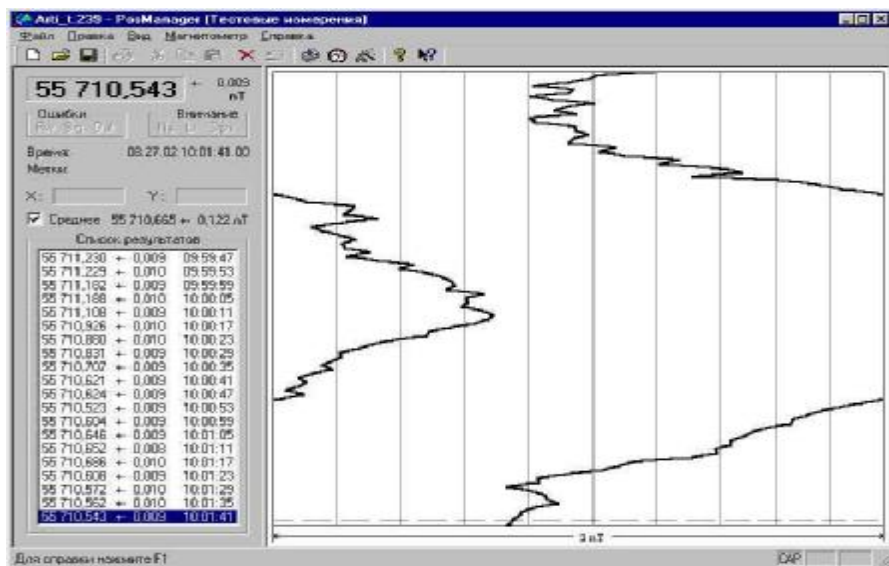 Arti_t.239 - PosManager (Тестовые измерения)
Файл Правка Вид Магнитометр Справка
55 710,543 +- 0,009 nT
Ошибки
Внимание
Время: 08.27.02 10:01:41.00
Метки:
X: Y:
Среднее 55 710,665 +- 0,122 nT
Список результатов
55 711,230 +- 0,009 09:59:47
55 711,229 +- 0,010 09:59:53
55 711,182 +- 0,009 09:59:59
55 711,188 +- 0,010 10:00:05
55 711,108 +- 0,009 10:00:11
55 710,926 +- 0,010 10:00:17
55 710,880 +- 0,010 10:00:23
55 710,831 +- 0,009 10:00:29
55 710,707 +- 0,009 10:00:35
55 710,621 +- 0,009 10:00:41
55 710,624 +- 0,009 10:00:47
55 710,523 +- 0,009 10:00:53
55 710,604 +- 0,009 10:00:59
55 710,646 +- 0,009 10:01:05
55 710,652 +- 0,008 10:01:11
55 710,686 +- 0,010 10:01:17
55 710,608 +- 0,009 10:01:23
55 710,572 +- 0,010 10:01:29
55 710,562 +- 0,010 10:01:35
55 710,543 +- 0,009 10:01:41
3 nT
Для справки нажмите F1
CAP